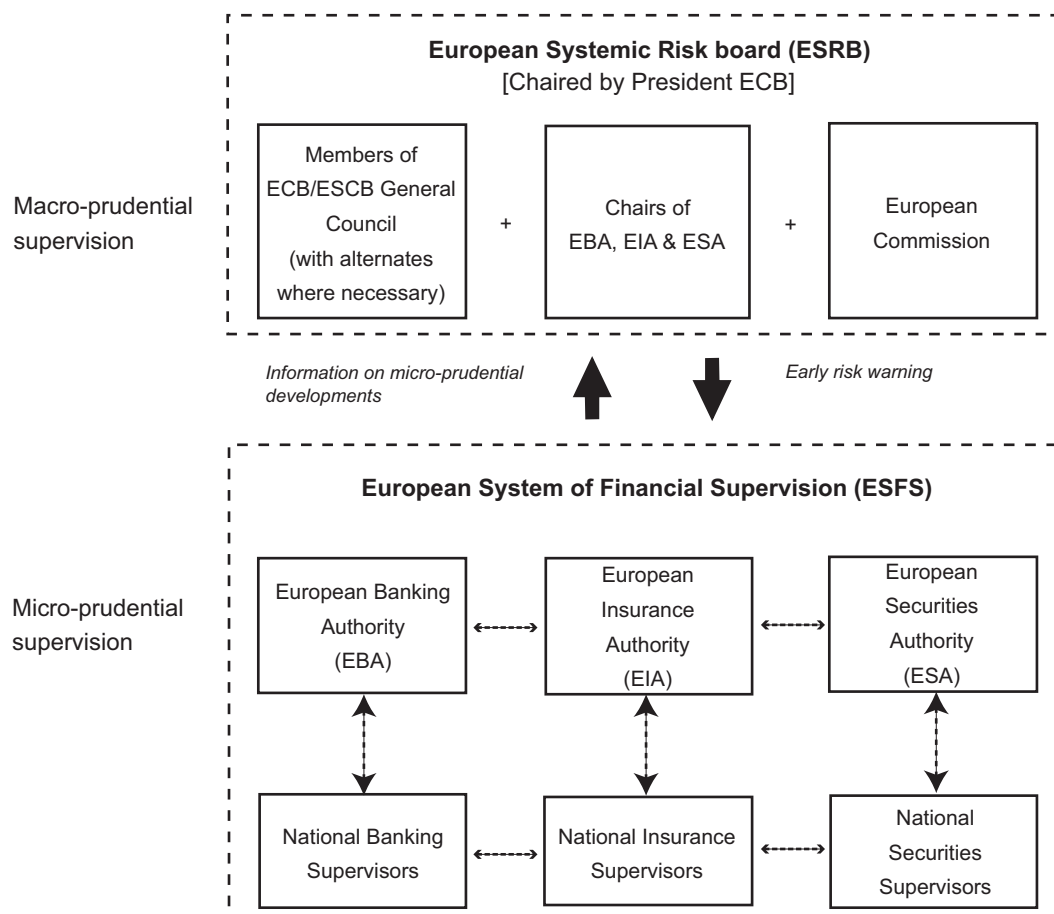 European Systemic Risk board (ESRB)
[Chaired by President ECB]
Macro-prudential
supervision
Members of
ECB/ESCB General
Council
(with alternates
where necessary)
+
Chairs of
EBA, EIA & ESA
+
European
Commission
Information on micro-prudential
developments
Early risk warning
European System of Financial Supervision (ESFS)
Micro-prudential
supervision
European Banking
Authority
(EBA)
European
Insurance
Authority
(EIA)
European
Securities
Authority
(ESA)
National Banking
Supervisors
National Insurance
Supervisors
National
Securities
Supervisors